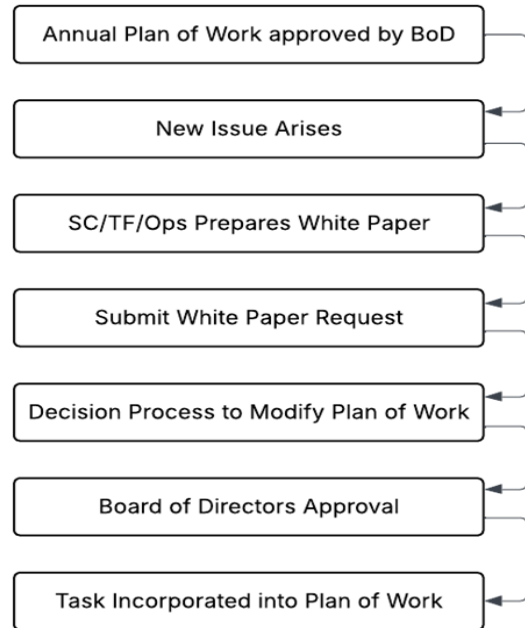 Annual Plan of Work approved by BoD
New Issue Arises
SC/TF/Ops Prepares White Paper
Submit White Paper Request
Decision Process to Modify Plan of Work
Board of Directors Approval
Task Incorporated into Plan of Work